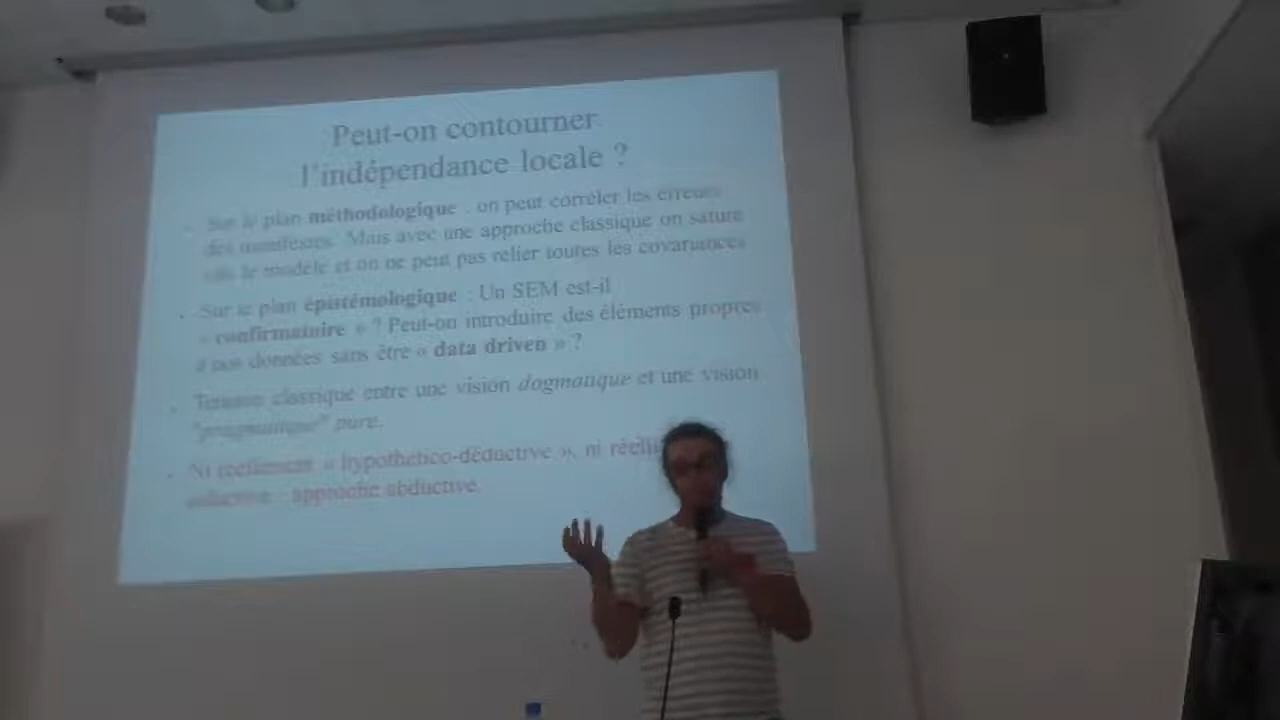 Peut-on contourner
l'indépendance locale ?
Sur le plan méthodologique : on peut corréler les erreurs
des manifestes. Mais avec une approche classique on sature
vite le modèle et on ne peut pas relier toutes les covariances
Sur le plan épistémologique : Un SEM est-il
« confirmatoire » ? Peut-on introduire des éléments propres
à nos données sans être « data driven » ?
Tension classique entre une vision dogmatique et une vision
"pragmatique" pure.
Ni réellement « hypothético-déductive », ni
inductive : approche abductive.